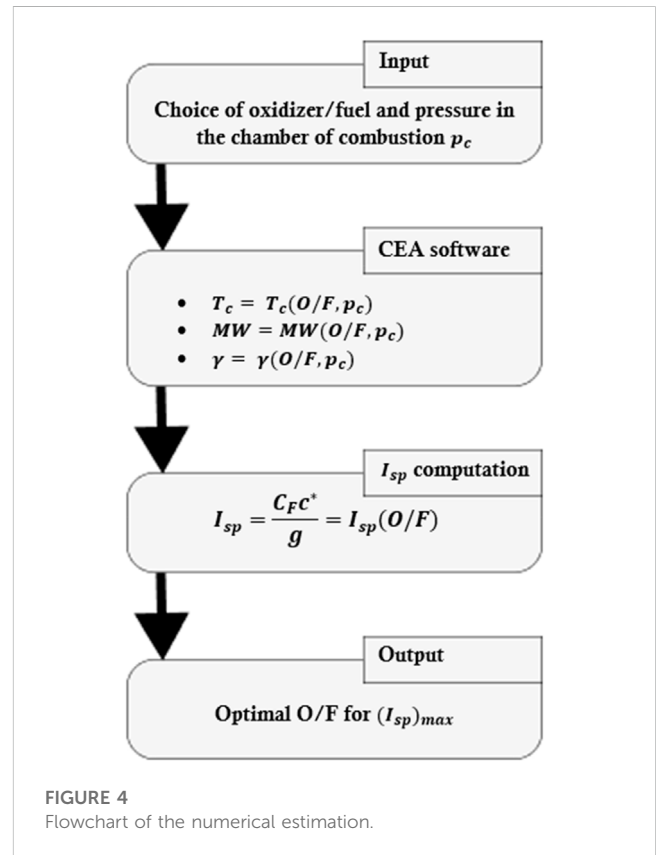 Input
Choice of oxidizer/fuel and pressure in
the chamber of combustion p_c
CEA software
• T_c = T_c(O/F, p_c)
• MW = MW(O/F, p_c)
• γ = γ(O/F, p_c)
I_sp computation
I_sp = C_F c* / g = I_sp(O/F)
Output
Optimal O/F for (I_sp)_max
FIGURE 4
Flowchart of the numerical estimation.